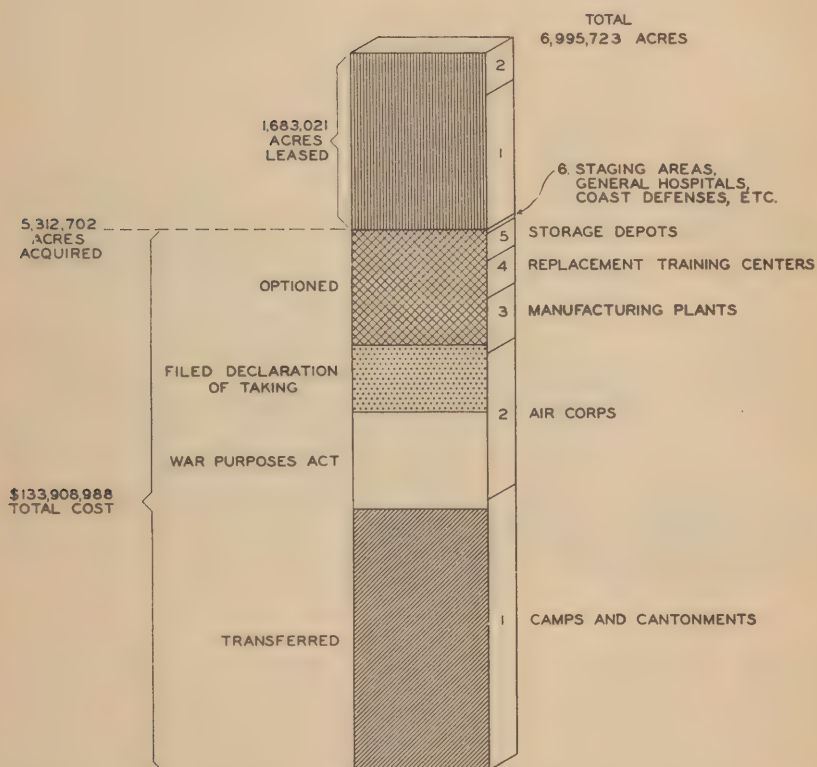 TOTAL
6,995,723 ACRES
2
1,683,021
ACRES
LEASED
1
6. STAGING AREAS,
GENERAL HOSPITALS,
COAST DEFENSES, ETC.
5,312,702
ACRES
ACQUIRED
5 STORAGE DEPOTS
4 REPLACEMENT TRAINING CENTERS
OPTIONED
3 MANUFACTURING PLANTS
FILED DECLARATION
OF TAKING
2 AIR CORPS
WAR PURPOSES ACT
$133,908,988
TOTAL COST
1 CAMPS AND CANTONMENTS
TRANSFERRED